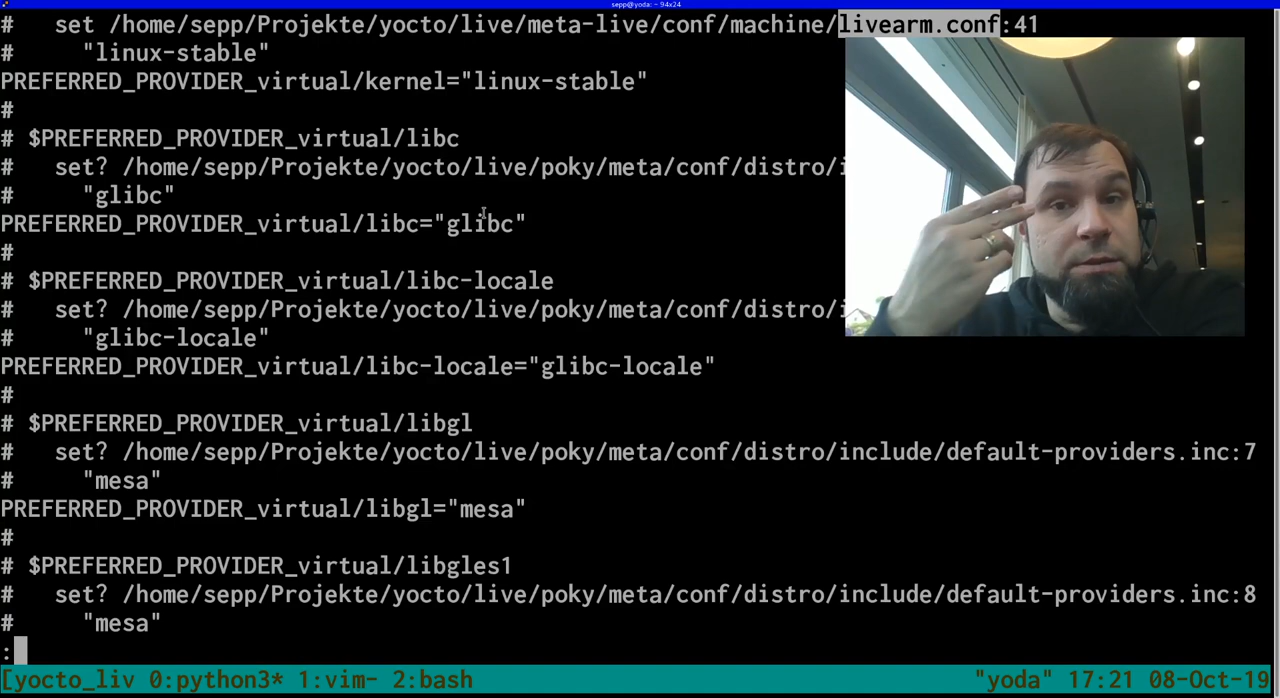 sepp@yoda: ~ 94x24
#   set /home/sepp/Projekte/yocto/live/meta-live/conf/machine/livearm.conf:41
#     "linux-stable"
PREFERRED_PROVIDER_virtual/kernel="linux-stable"
#
# $PREFERRED_PROVIDER_virtual/libc
#   set? /home/sepp/Projekte/yocto/live/poky/meta/conf/distro/i
#     "glibc"
PREFERRED_PROVIDER_virtual/libc="glibc"
#
# $PREFERRED_PROVIDER_virtual/libc-locale
#   set? /home/sepp/Projekte/yocto/live/poky/meta/conf/distro/i
#     "glibc-locale"
PREFERRED_PROVIDER_virtual/libc-locale="glibc-locale"
#
# $PREFERRED_PROVIDER_virtual/libgl
#   set? /home/sepp/Projekte/yocto/live/poky/meta/conf/distro/include/default-providers.inc:7
#     "mesa"
PREFERRED_PROVIDER_virtual/libgl="mesa"
#
# $PREFERRED_PROVIDER_virtual/libgles1
#   set? /home/sepp/Projekte/yocto/live/poky/meta/conf/distro/include/default-providers.inc:8
#     "mesa"
:
[yocto_liv 0:python3* 1:vim- 2:bash "yoda" 17:21 08-Oct-19